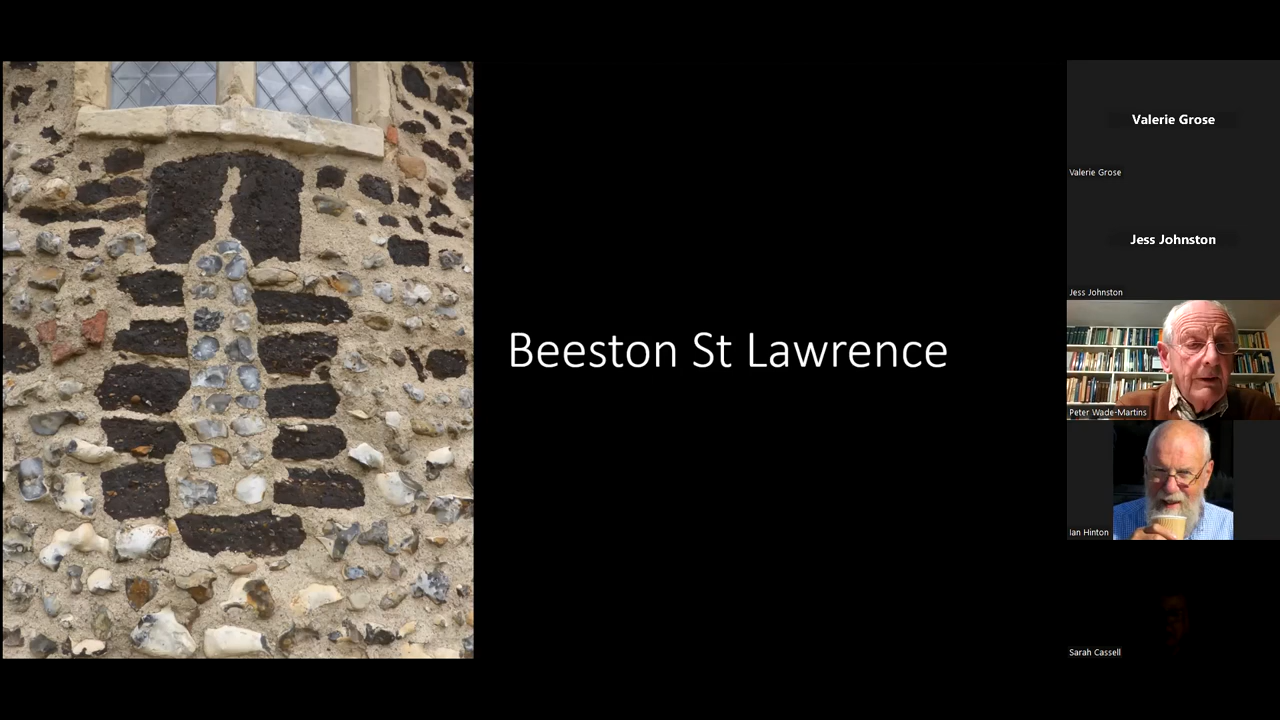 Beeston St Lawrence
Valerie Grose
Valerie Grose
Jess Johnston
Jess Johnston
Peter Wade-Martins
Ian Hinton
Sarah Cassell